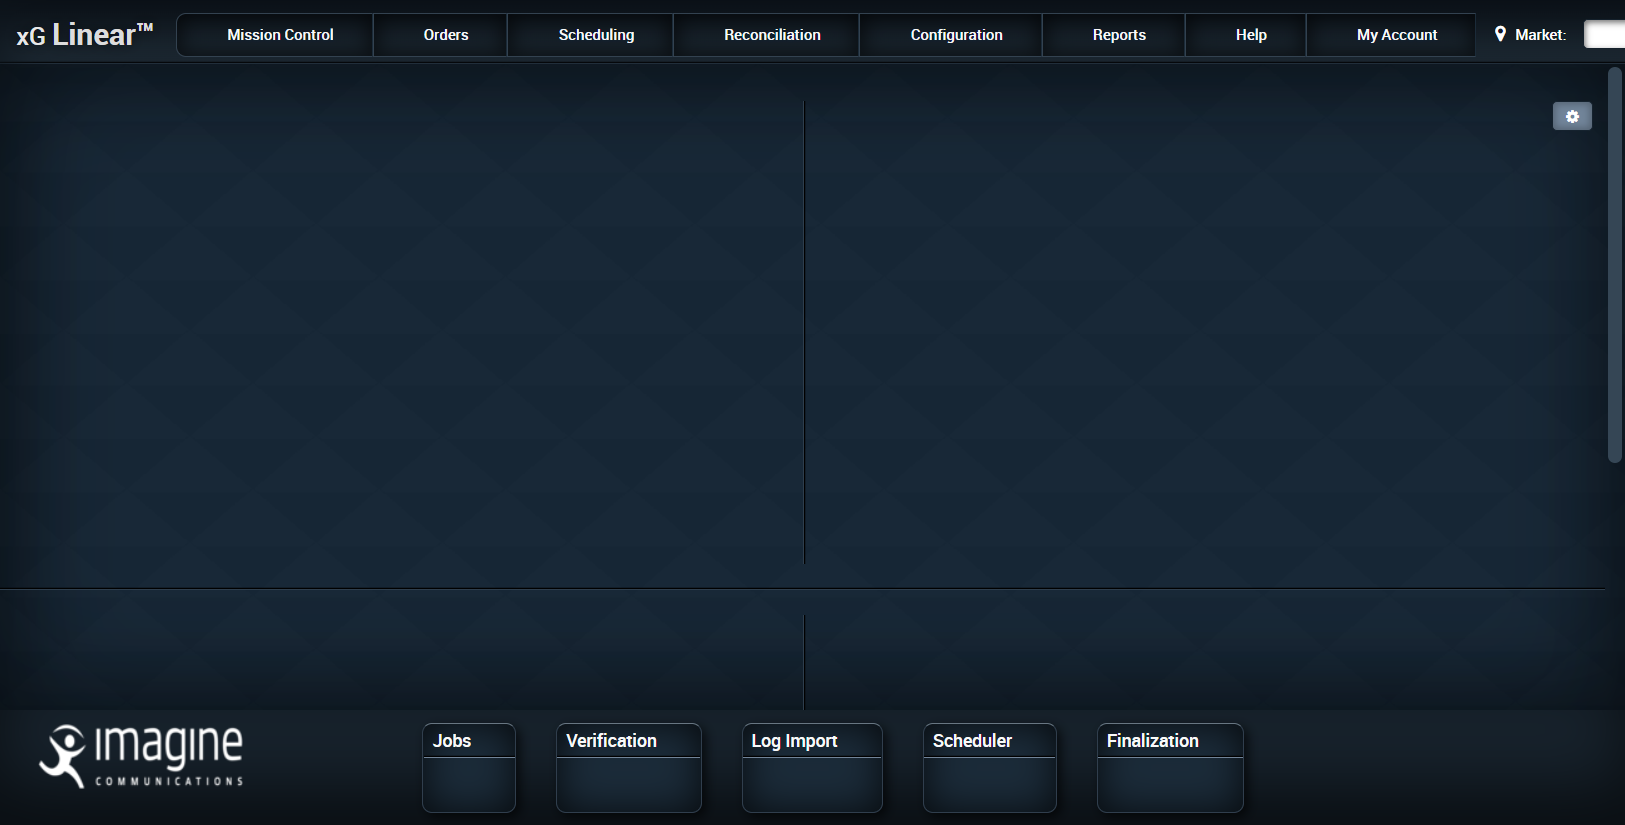 xG Linear™
Mission Control
Orders
Scheduling
Reconciliation
Configuration
Reports
Help
My Account
Market:
imagine
COMMUNICATIONS
Jobs
Verification
Log Import
Scheduler
Finalization